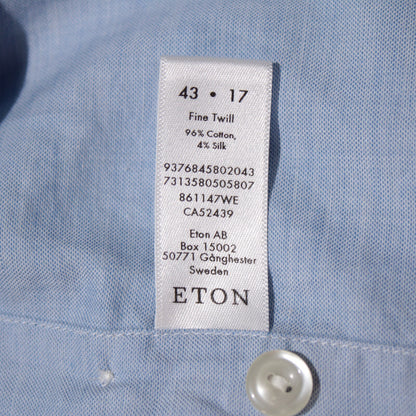 43 • 17
Fine Twill
96% Cotton,
4% Silk
9376845802043
7313580505807
861147WE
CA52439
Eton AB
Box 15002
50771 Gånghester
Sweden
ETON